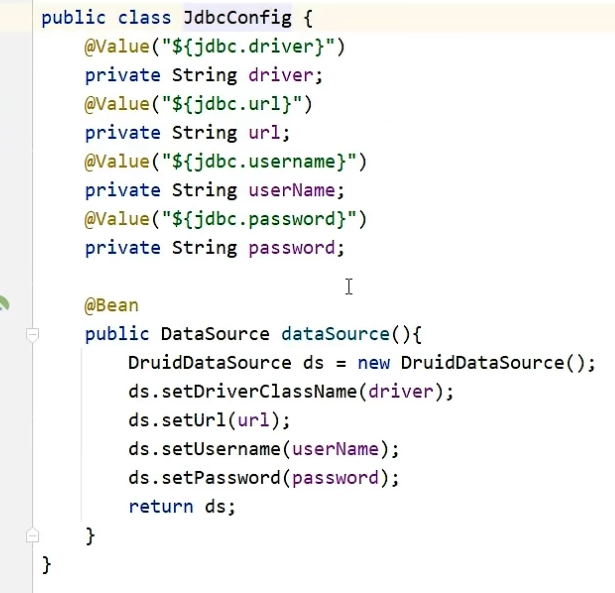 public class JdbcConfig {
    @Value("${jdbc.driver}")
    private String driver;
    @Value("${jdbc.url}")
    private String url;
    @Value("${jdbc.username}")
    private String userName;
    @Value("${jdbc.password}")
    private String password;
    @Bean
    public DataSource dataSource(){
        DruidDataSource ds = new DruidDataSource();
        ds.setDriverClassName(driver);
        ds.setUrl(url);
        ds.setUsername(userName);
        ds.setPassword(password);
        return ds;
    }
}